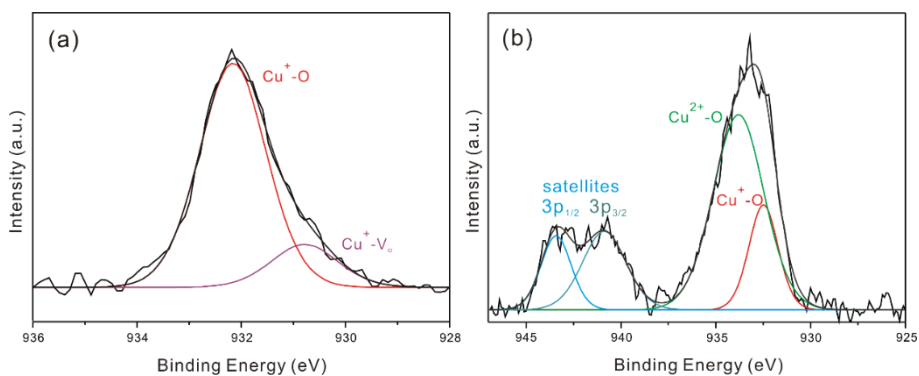 (a)
Cu⁺-O
Cu⁺-Vₒ
Intensity (a.u.)
936 934 932 930 928
Binding Energy (eV)
(b)
Cu²⁺-O
Cu⁺-O
satellites
3p₁/₂ 3p₃/₂
Intensity (a.u.)
945 940 935 930 925
Binding Energy (eV)